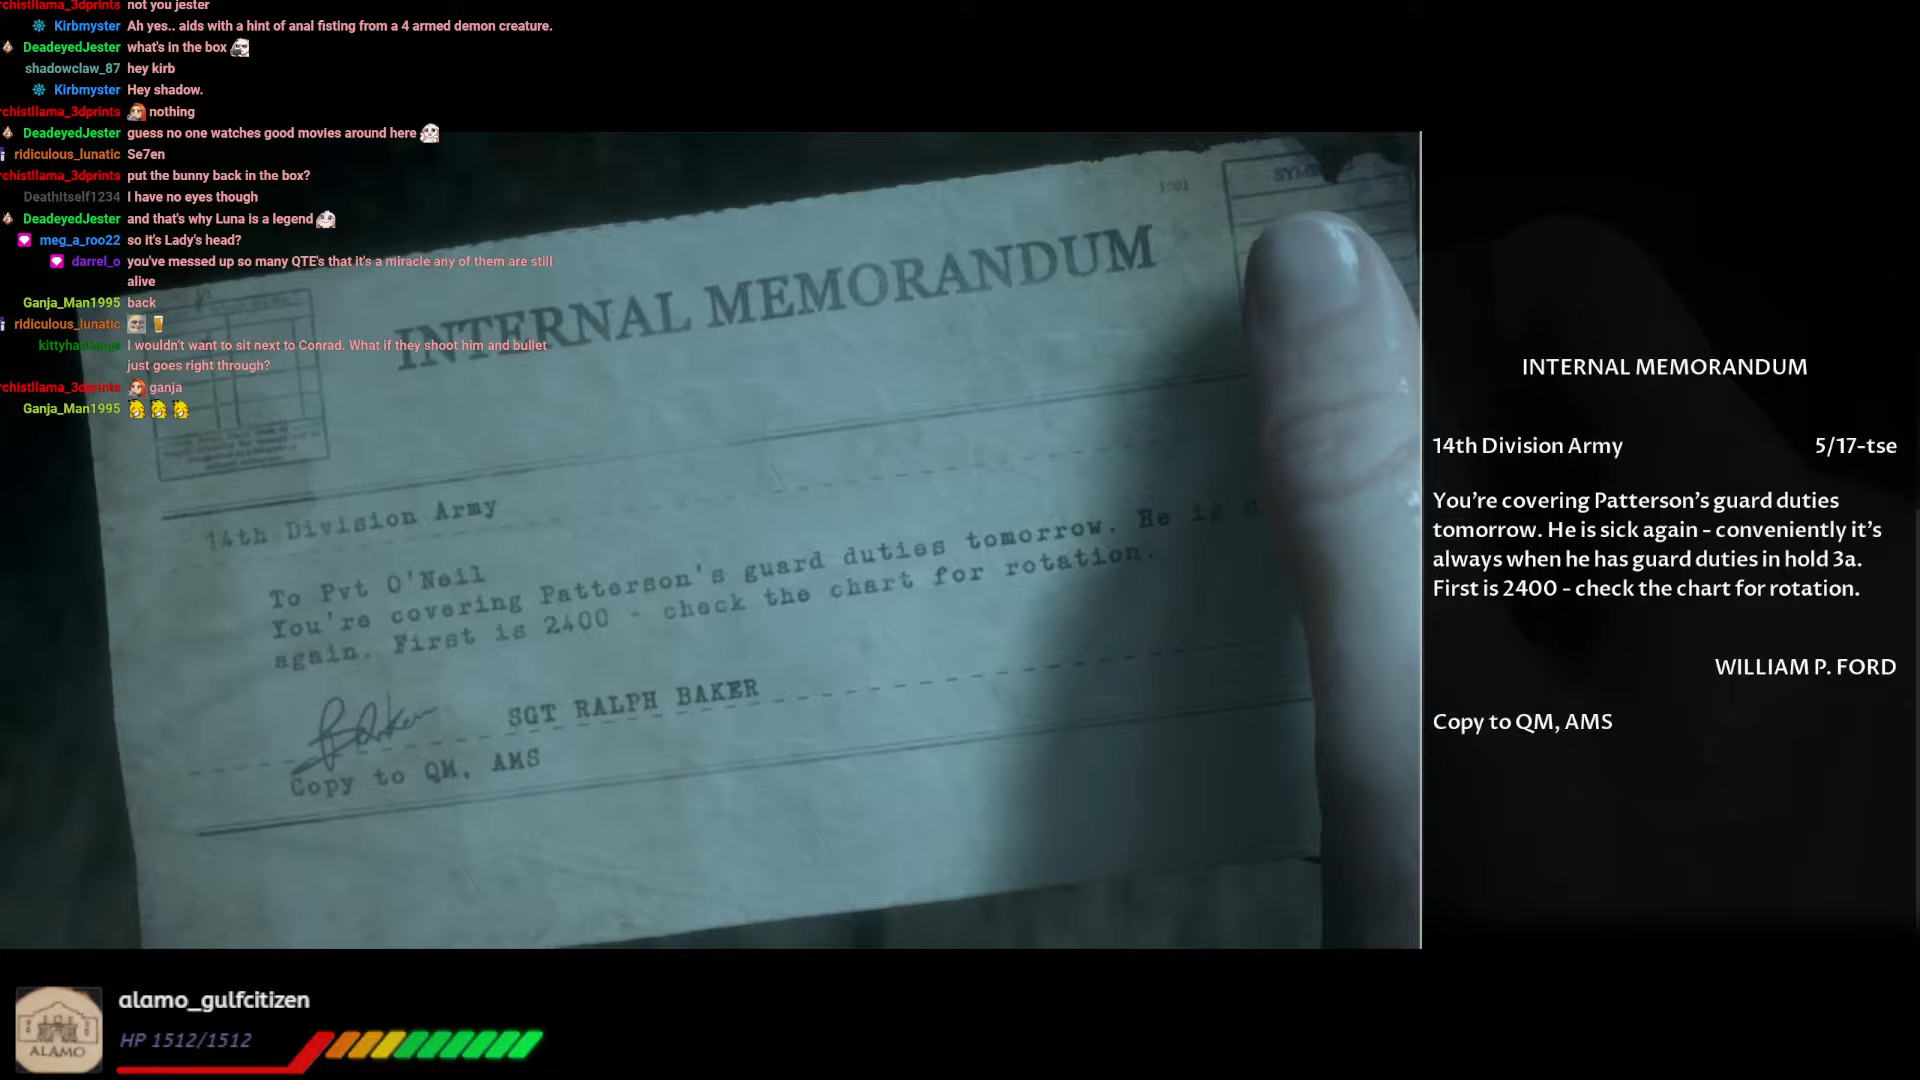 not you jester
Kirbmyster Ah yes.. aids with a hint of anal fisting from a 4 armed demon creature.
DeadeyedJester what's in the box
shadowclaw_87 hey kirb
Kirbmyster Hey shadow.
rchistllama_3dprints nothing
DeadeyedJester guess no one watches good movies around here
ridiculous_lunatic Se7en
rchistllama_3dprints put the bunny back in the box?
DeathItself1234 I have no eyes though
DeadeyedJester and that's why Luna is a legend
meg_a_roo22 so it's Lady's head?
darrel_o you've messed up so many QTE's that it's a miracle any of them are still
alive
Ganja_Man1995 back
ridiculous_lunatic
I wouldn't want to sit next to Conrad. What if they shoot him and bullet
just goes right through?
rchistllama_3dprints ganja
Ganja_Man1995
INTERNAL MEMORANDUM
14th Division Army
To Pvt O'Neil
You're covering Patterson's guard duties tomorrow. He is
again. First is 2400 - check the chart for rotation.
SGT RALPH BAKER
Copy to QM, AMS
INTERNAL MEMORANDUM
14th Division Army 5/17-tse
You're covering Patterson's guard duties
tomorrow. He is sick again - conveniently it's
always when he has guard duties in hold 3a.
First is 2400 - check the chart for rotation.
WILLIAM P. FORD
Copy to QM, AMS
alamo_gulfcitizen
HP 1512/1512
ALAMO